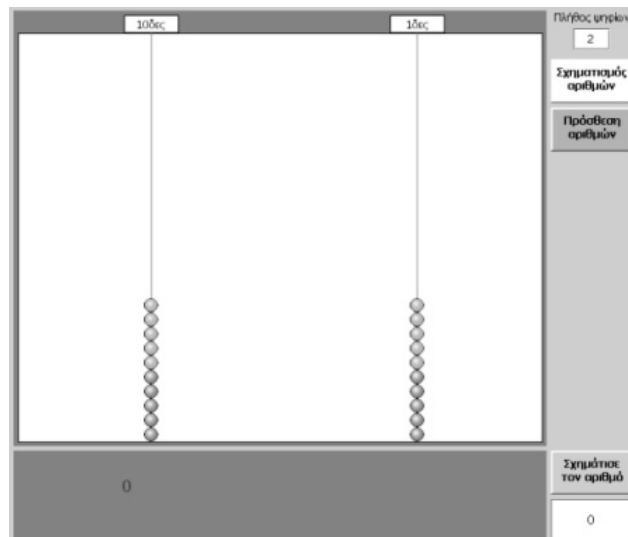 10δες
1δες
Πλήθος ψηφίων
2
Σχηματισμός
αριθμών
Πρόσθεση
αριθμών
0
Σχημάτισε
τον αριθμό
0